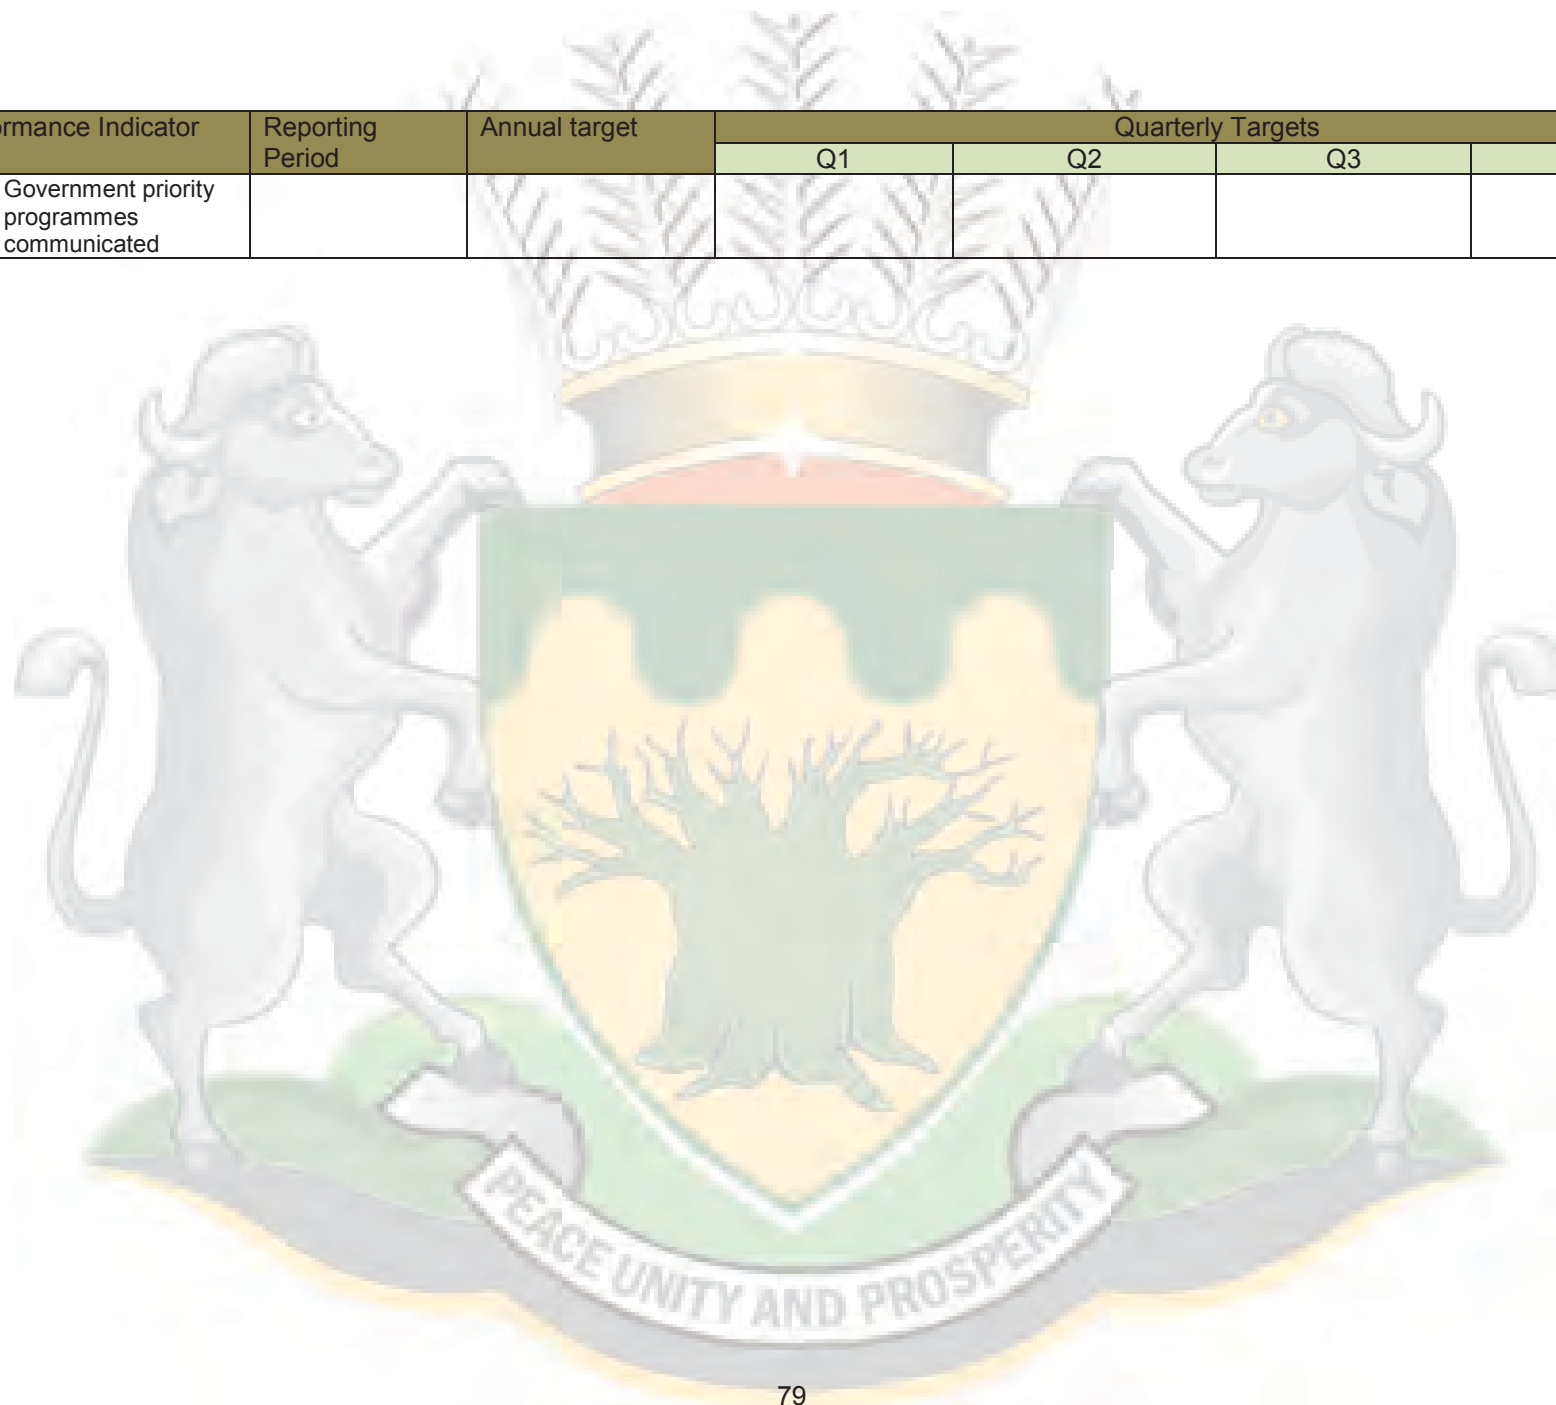 ormance Indicator Reporting Annual target Quarterly Targets
Period Q1 Q2 Q3
Government priority
programmes
communicated
PEACE UNITY AND PROSPERITY
79